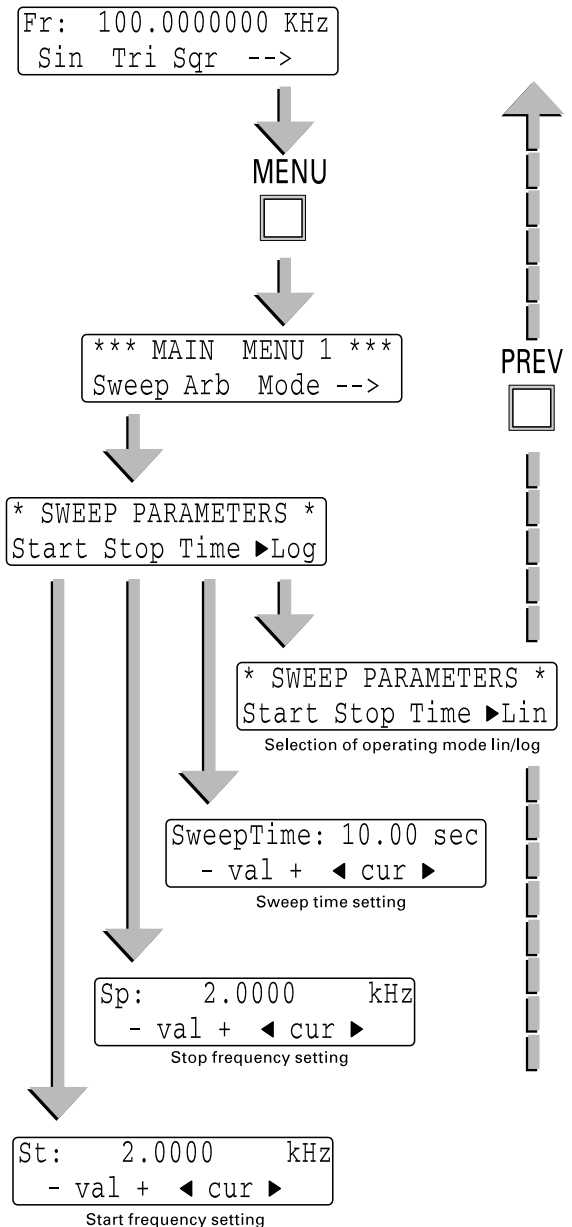 Fr: 100.0000000 KHz
Sin Tri Sqr -->
MENU
*** MAIN MENU 1 ***
Sweep Arb Mode -->
PREV
* SWEEP PARAMETERS *
Start Stop Time ▶Log
* SWEEP PARAMETERS *
Start Stop Time ▶Lin
Selection of operating mode lin/log
SweepTime: 10.00 sec
- val + ◀ cur ▶
Sweep time setting
Sp: 2.0000 kHz
- val + ◀ cur ▶
Stop frequency setting
St: 2.0000 kHz
- val + ◀ cur ▶
Start frequency setting